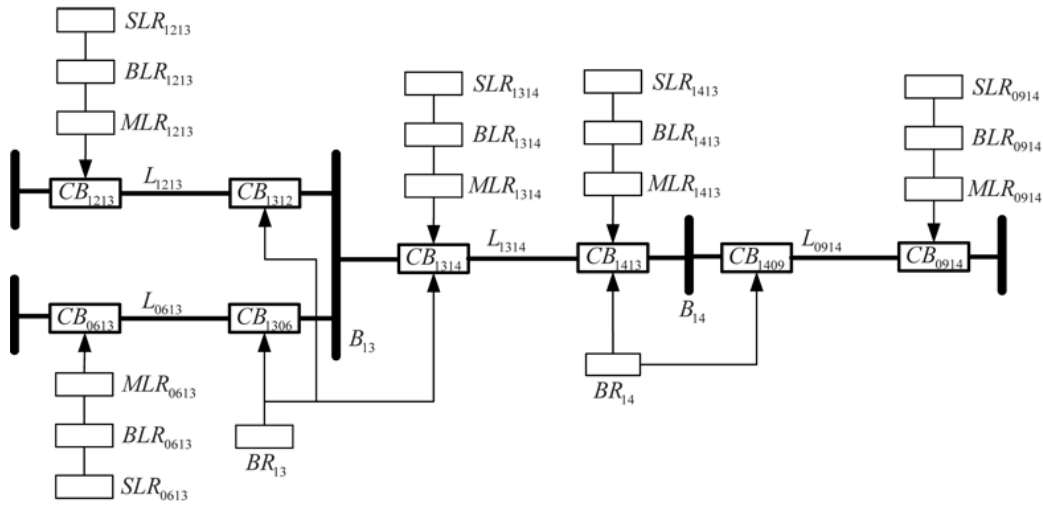 SLR₁₂₁₃
BLR₁₂₁₃
MLR₁₂₁₃
SLR₁₃₁₄
BLR₁₃₁₄
MLR₁₃₁₄
SLR₁₄₁₃
BLR₁₄₁₃
MLR₁₄₁₃
SLR₀₉₁₄
BLR₀₉₁₄
MLR₀₉₁₄
CB₁₂₁₃
L₁₂₁₃
CB₁₃₁₂
CB₁₃₁₄
L₁₃₁₄
CB₁₄₁₃
CB₁₄₀₉
L₀₉₁₄
CB₀₉₁₄
CB₀₆₁₃
L₀₆₁₃
CB₁₃₀₆
B₁₃
B₁₄
MLR₀₆₁₃
BLR₀₆₁₃
SLR₀₆₁₃
BR₁₃
BR₁₄